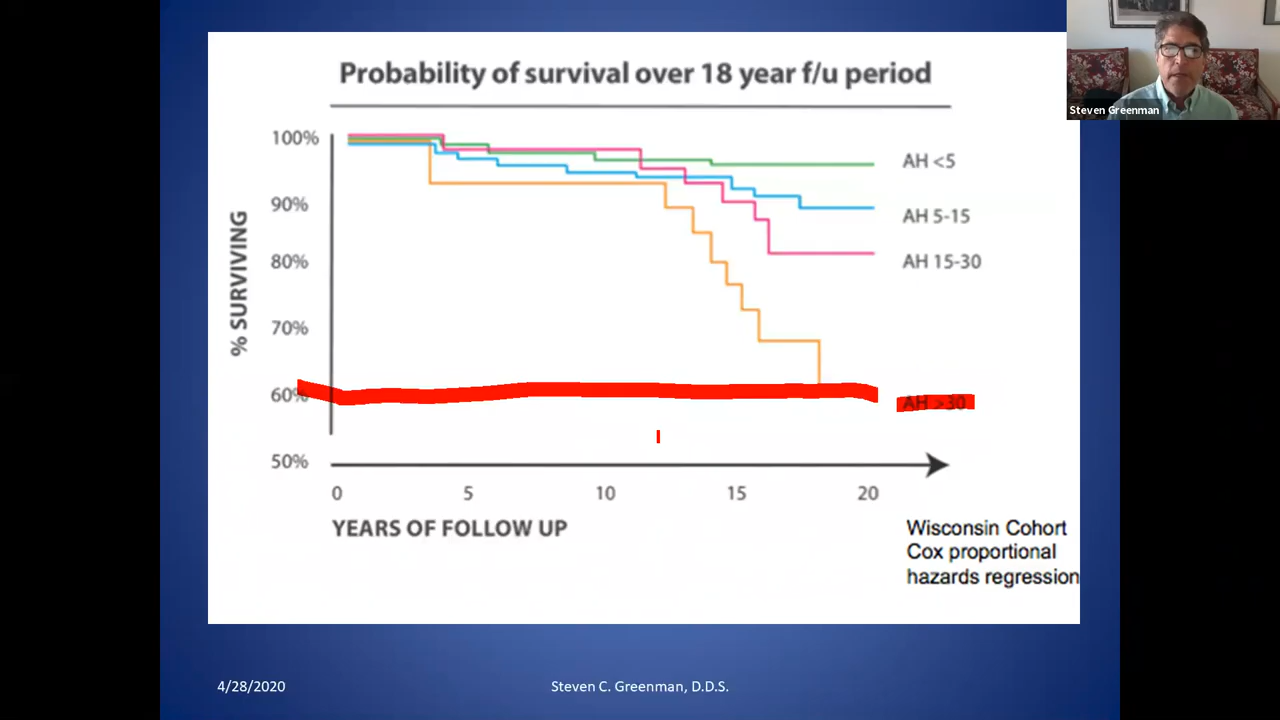 Probability of survival over 18 year f/u period
Steven Greenman
100%
90%
80%
70%
60%
50%
% SURVIVING
AH <5
AH 5-15
AH 15-30
AH >30
0 5 10 15 20
YEARS OF FOLLOW UP
Wisconsin Cohort
Cox proportional
hazards regression
4/28/2020
Steven C. Greenman, D.D.S.